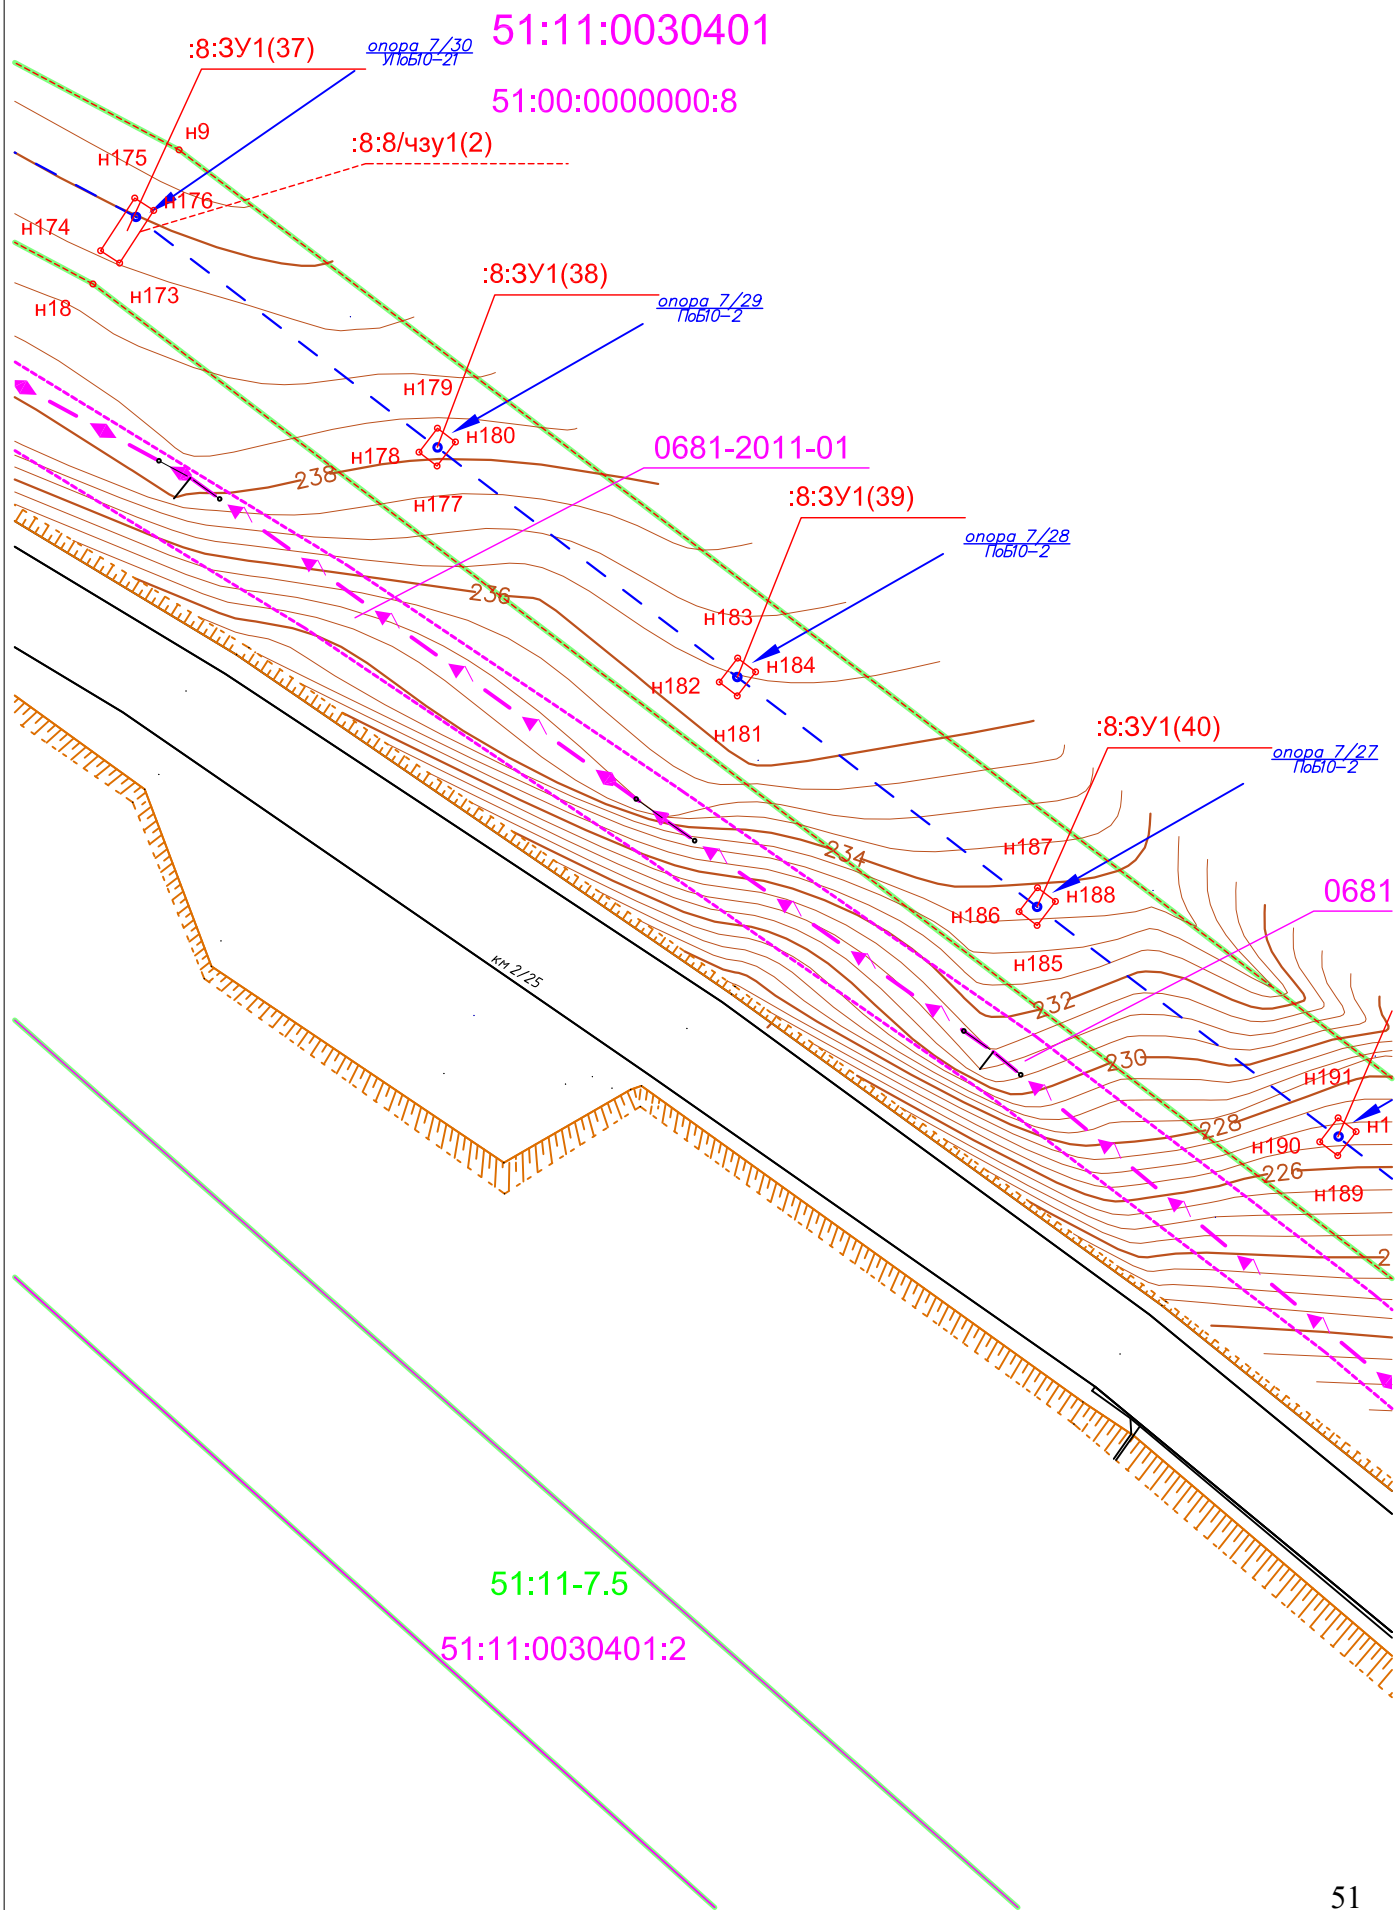 51:11:0030401
:8:ЗУ1(37)
опора 7/30
УПоБ10-21
51:00:0000000:8
н9
:8:8/чзу1(2)
н175
н176
н174
:8:ЗУ1(38)
н173
н18
опора 7/29
ПоБ10-2
н179
н180
0681-2011-01
н178
238
:8:ЗУ1(39)
н177
опора 7/28
ПоБ10-2
236
н183
н184
н182
:8:ЗУ1(40)
н181
опора 7/27
ПоБ10-2
н187
234
0681
н188
н186
н185
км 2/25
232
230
н191
228
н1
н190
226
н189
2
51:11-7.5
51:11:0030401:2
51